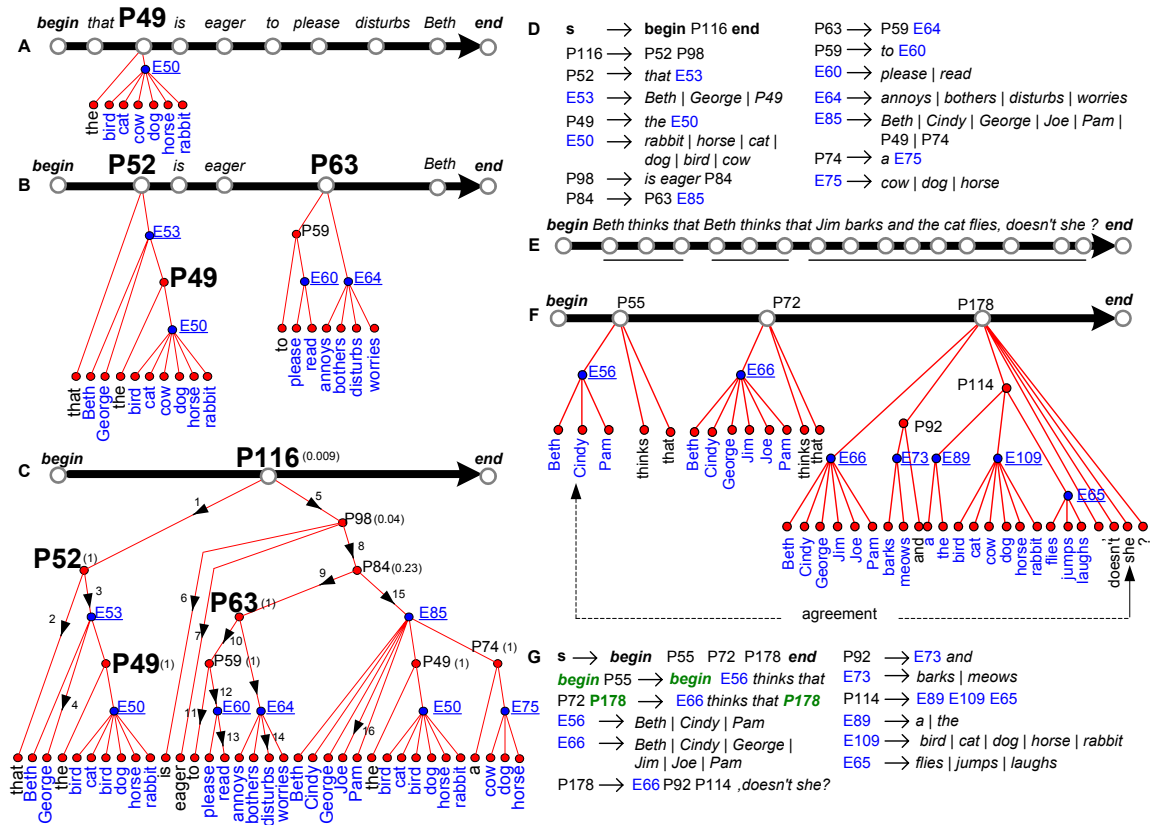 begin that P49 is eager to please disturbs Beth end
A
E50
the bird cat cow dog horse rabbit
begin P52 is eager P63 Beth end
B
E53 P59
P49 E60 E64
E50
to please read annoys bothers disturbs worries
that Beth George the bird cat cow dog horse rabbit
C
begin P116 (0.009) end
1 5
P98 (0.04)
P52 (1) 8
P84 (0.23)
2 3 6 7 9 15
E53 P63 (1) E85
10
P49 (1) P59 (1) P49 (1) P74 (1)
4 11 12
E50 E60 E64 E50 E75
13 14 16
that Beth George the bird cat bird dog horse rabbit is eager to please read annoys bothers disturbs worries Beth Cindy George Joe Pam the bird cat cow dog horse rabbit a cow dog horse
D
s → begin P116 end
P116 → P52 P98
P52 → that E53
E53 → Beth | George | P49
P49 → the E50
E50 → rabbit | horse | cat |
dog | bird | cow
P98 → is eager P84
P84 → P63 E85
P63 → P59 E64
P59 → to E60
E60 → please | read
E64 → annoys | bothers | disturbs | worries
E85 → Beth | Cindy | George | Joe | Pam |
P49 | P74
P74 → a E75
E75 → cow | dog | horse
begin Beth thinks that Beth thinks that Jim barks and the cat flies, doesn't she ? end
E
begin P55 P72 P178 end
F
E56 E66 P114
P92
Beth Cindy Pam thinks that Beth Cindy George Jim Joe Pam thinks that
E66 E73 E89 E109
E65
Beth Cindy George Jim Joe Pam barks meows and a the bird cat cow dog horse rabbit flies jumps laughs , doesn't she ?
agreement
G
s → begin P55 P72 P178 end
begin P55 → begin E56 thinks that
P72 P178 → E66 thinks that P178
E56 → Beth | Cindy | Pam
E66 → Beth | Cindy | George |
Jim | Joe | Pam
P178 → E66 P92 P114 ,doesn't she?
P92 → E73 and
E73 → barks | meows
P114 → E89 E109 E65
E89 → a | the
E109 → bird | cat | dog | horse | rabbit
E65 → flies | jumps | laughs